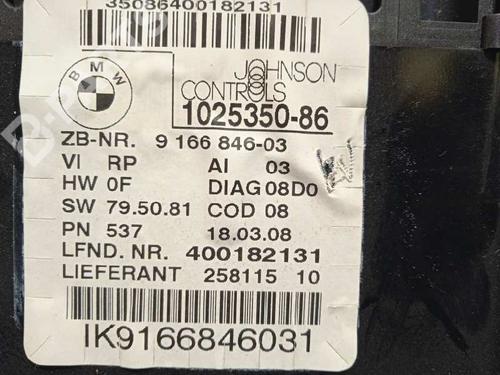 35086400182131
BMW
JOHNSON
CONTROLS
1025350-86
ZB-NR. 9 166 846-03
VI RP AI 03
HW 0F DIAG 08D0
SW 79.50.81 COD 08
PN 537 18.03.08
LFND. NR. 400182131
LIEFERANT 258115 10
IK9166846031